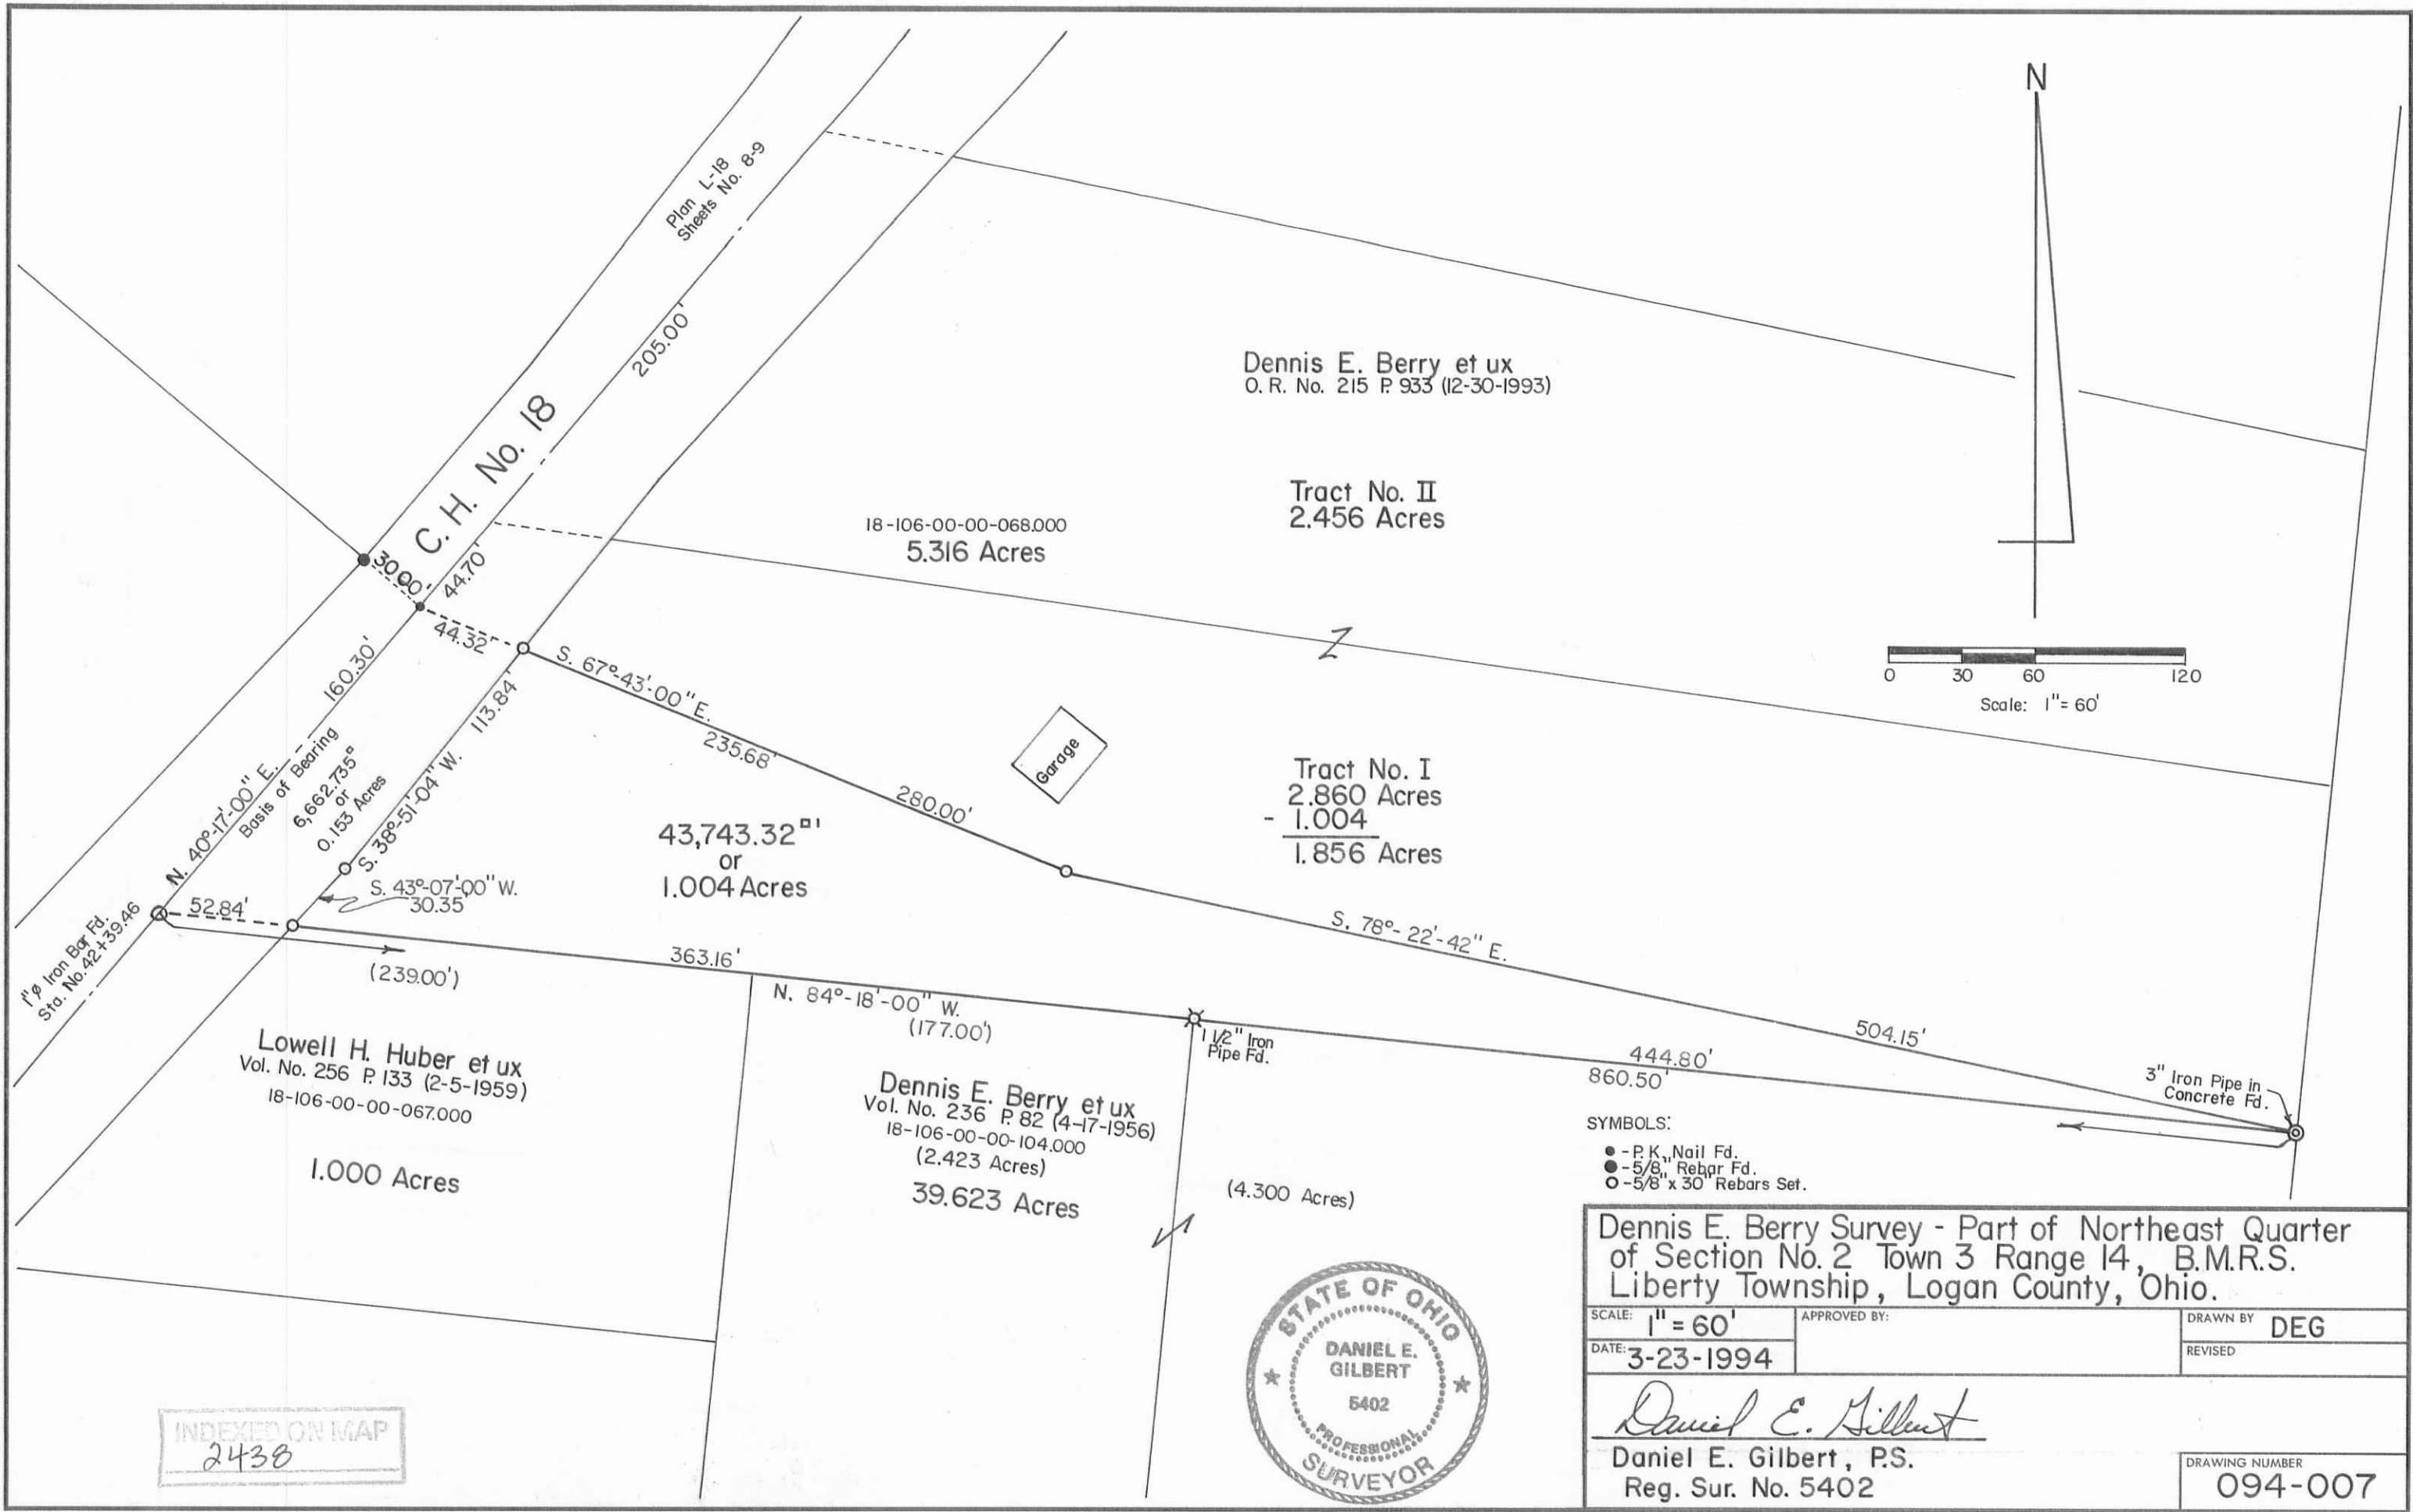 N
Plan L-18
Sheets No. 8-9
205.00'
C. H. No. 18
30.00'
44.70'
44.32'
160.30'
N. 40°-17'-00" E.
Basis of Bearing
6,662.735□
or
0.153 Acres
S. 38°-51'-04" W. 113.84'
S. 43°-07'-00" W.
30.35'
52.84'
1"ø Iron Bar Fd.
Sta. No. 42+39.46
(239.00')
S. 67°-43'-00" E.
235.68'
280.00'
Garage
Dennis E. Berry et ux
O. R. No. 215 P. 933 (12-30-1993)
Tract No. II
2.456 Acres
18-106-00-00-068.000
5.316 Acres
0 30 60 120
Scale: 1"= 60'
Tract No. I
2.860 Acres
- 1.004
1.856 Acres
43,743.32□'
or
1.004 Acres
S. 78°-22'-42" E.
504.15'
363.16'
N. 84°-18'-00" W.
(177.00')
1 1/2" Iron
Pipe Fd.
444.80'
860.50'
3" Iron Pipe in
Concrete Fd.
Lowell H. Huber et ux
Vol. No. 256 P. 133 (2-5-1959)
18-106-00-00-067.000
1.000 Acres
Dennis E. Berry et ux
Vol. No. 236 P. 82 (4-17-1956)
18-106-00-00-104.000
(2.423 Acres)
39.623 Acres
(4.300 Acres)
SYMBOLS:
● - P. K. Nail Fd.
● - 5/8" Rebar Fd.
O - 5/8" x 30" Rebars Set.
INDEXED ON MAP
2438
STATE OF OHIO
DANIEL E.
GILBERT
5402
PROFESSIONAL
SURVEYOR
Dennis E. Berry Survey - Part of Northeast Quarter
of Section No. 2 Town 3 Range 14, B.M.R.S.
Liberty Township, Logan County, Ohio.
SCALE: 1" = 60'
APPROVED BY:
DRAWN BY DEG
DATE: 3-23-1994
REVISED
Daniel E. Gilbert
Daniel E. Gilbert, P.S.
Reg. Sur. No. 5402
DRAWING NUMBER
094-007